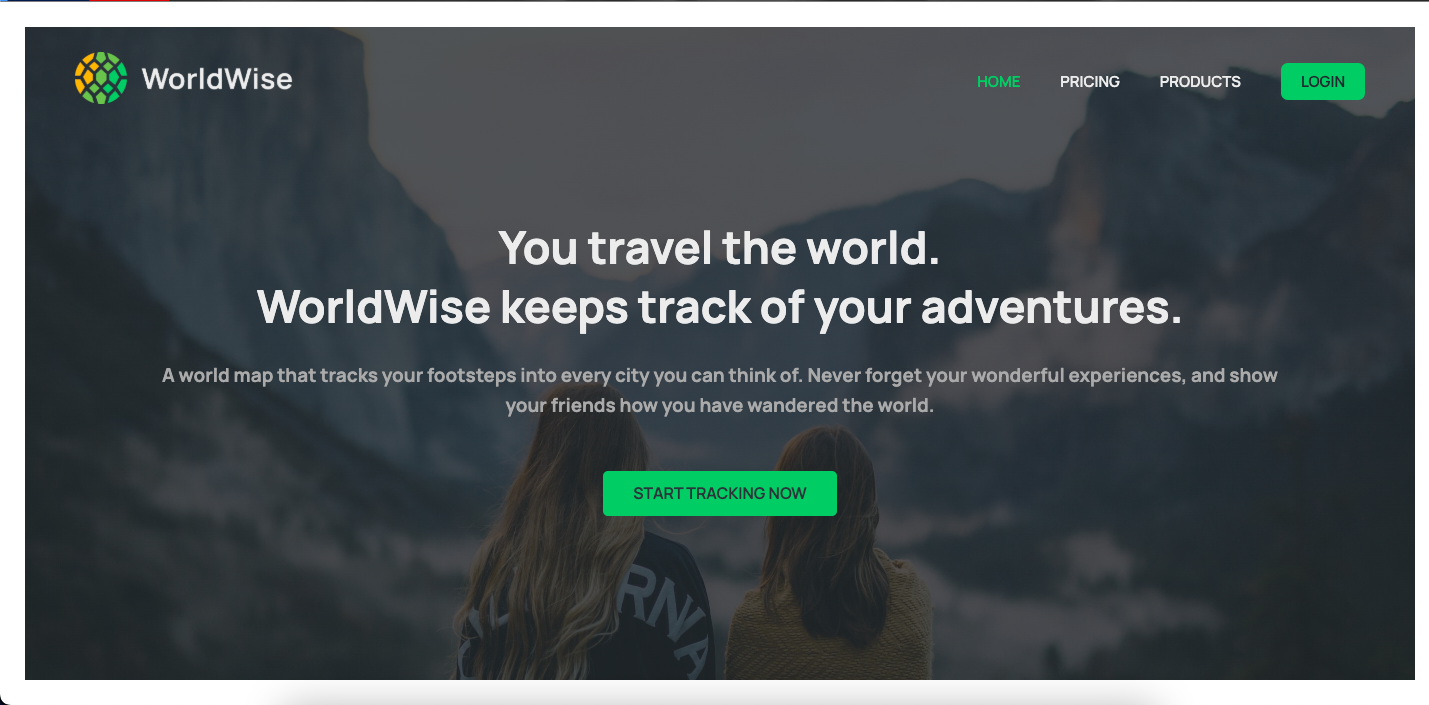 WorldWise
HOME
PRICING
PRODUCTS
LOGIN
You travel the world.
WorldWise keeps track of your adventures.
A world map that tracks your footsteps into every city you can think of. Never forget your wonderful experiences, and show
your friends how you have wandered the world.
START TRACKING NOW
RNIA